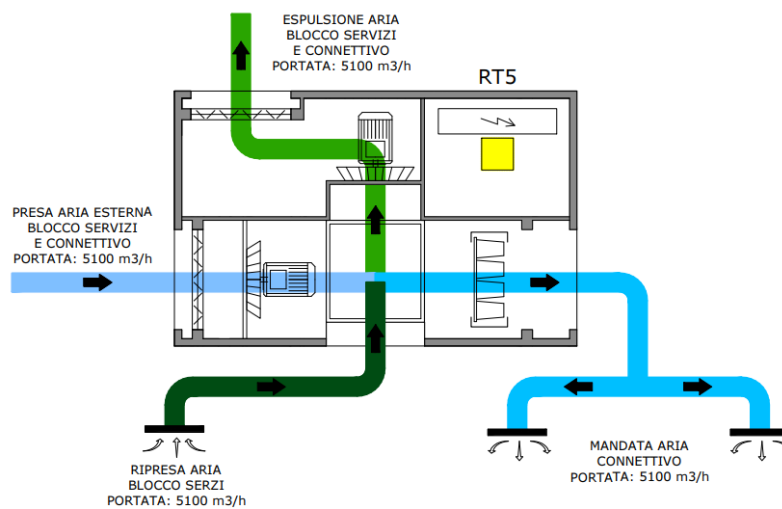 ESPULSIONE ARIA
BLOCCO SERVIZI
E CONNETTIVO
PORTATA: 5100 m3/h
RT5
PRESA ARIA ESTERNA
BLOCCO SERVIZI
E CONNETTIVO
PORTATA: 5100 m3/h
RIPRESA ARIA
BLOCCO SERZI
PORTATA: 5100 m3/h
MANDATA ARIA
CONNETTIVO
PORTATA: 5100 m3/h